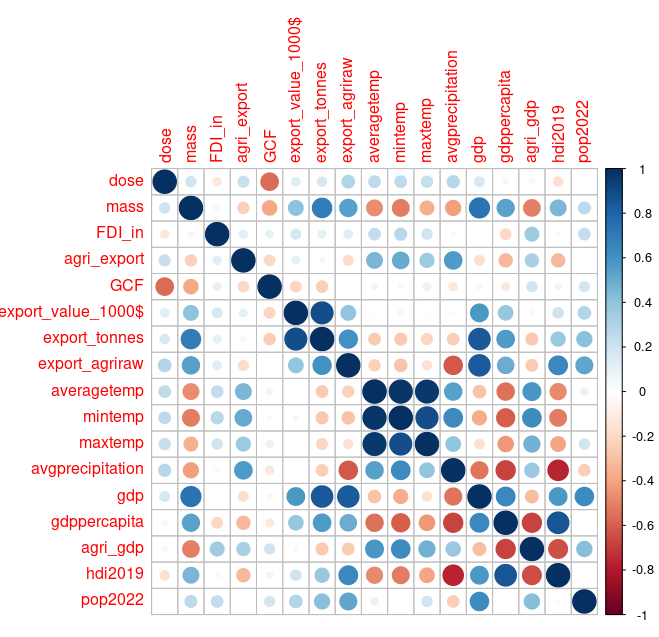 dose
mass
FDI_in
agri_export
GCF
export_value_1000$
export_tonnes
export_agriraw
averagetemp
mintemp
maxtemp
avgprecipitation
gdp
gdppercapita
agri_gdp
hdi2019
pop2022
dose
mass
FDI_in
agri_export
GCF
export_value_1000$
export_tonnes
export_agriraw
averagetemp
mintemp
maxtemp
avgprecipitation
gdp
gdppercapita
agri_gdp
hdi2019
pop2022
1
0.8
0.6
0.4
0.2
0
-0.2
-0.4
-0.6
-0.8
-1